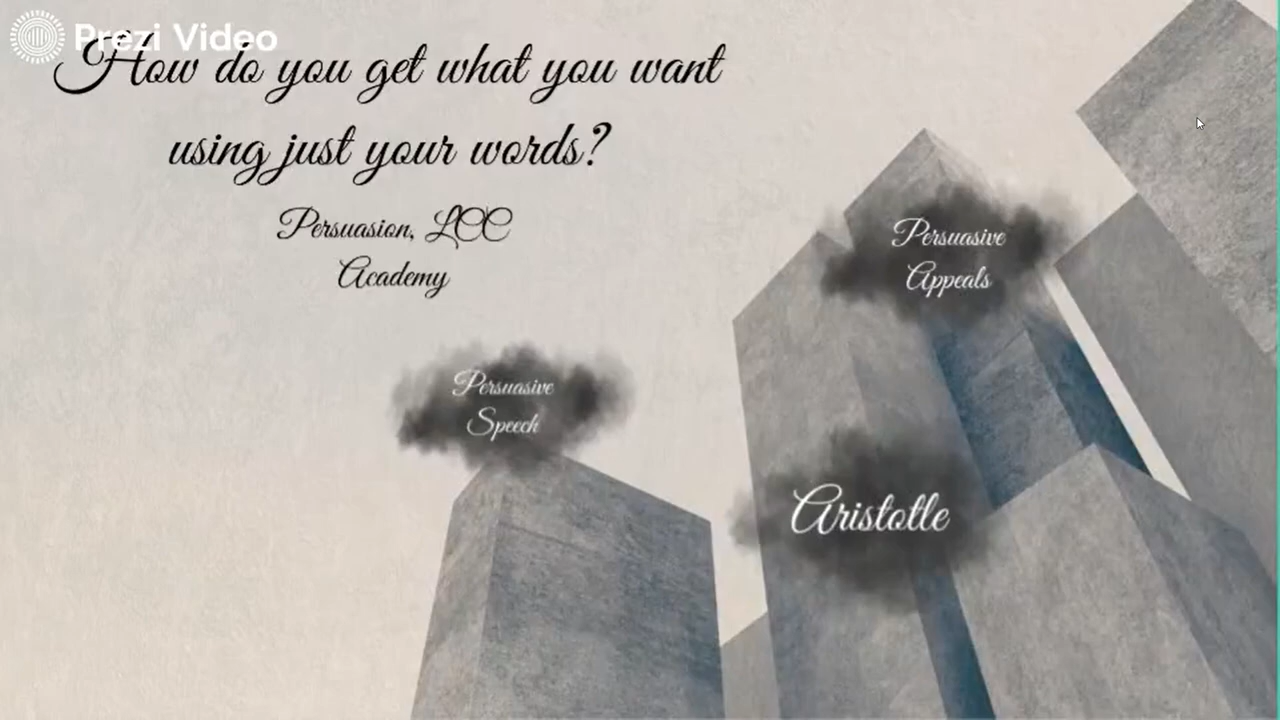 Prezi Video
How do you get what you want
using just your words?
Persuasion, LCC
Academy
Persuasive
Appeals
Persuasive
Speech
Aristotle